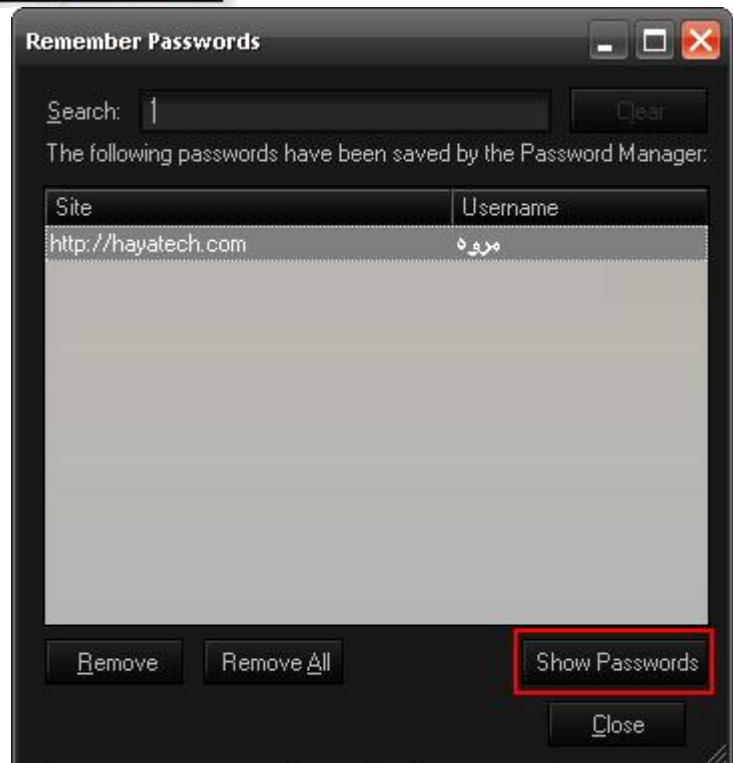 Remember Passwords
Search:
Clear
The following passwords have been saved by the Password Manager:
Site Username
http://hayatech.com مروه
Remove Remove All Show Passwords
Close